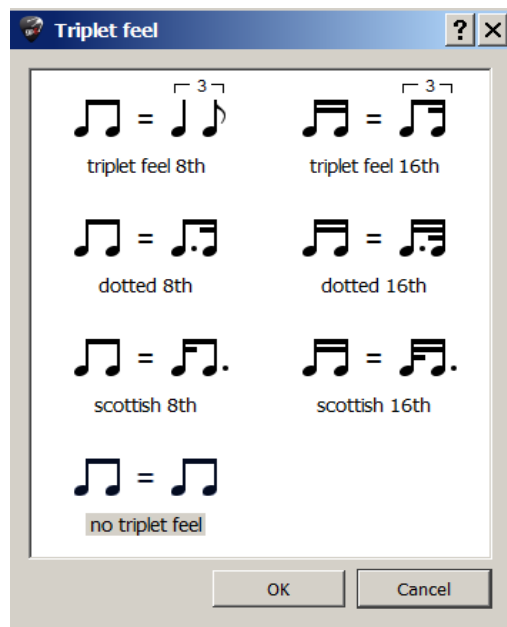 Triplet feel
3 3
= =
triplet feel 8th triplet feel 16th
= =
dotted 8th dotted 16th
= =
scottish 8th scottish 16th
=
no triplet feel
OK Cancel